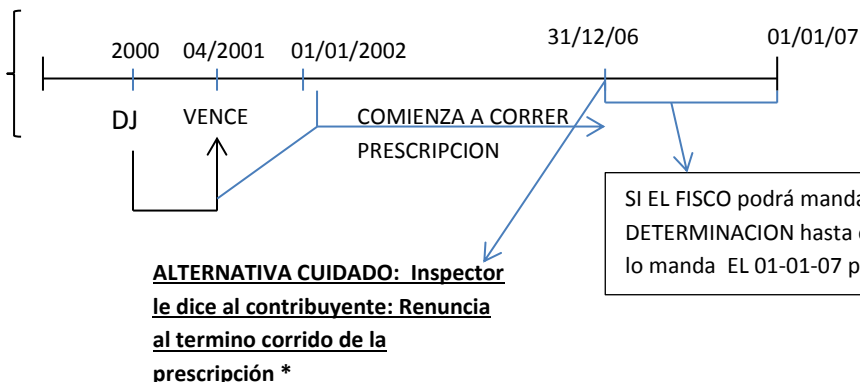 2000 04/2001 01/01/2002 31/12/06 01/01/07
DJ VENCE COMIENZA A CORRER
PRESCRIPCION
SI EL FISCO podrá
DETERMINACION hasta
lo manda EL 01-01-07
ALTERNATIVA CUIDADO: Inspector
le dice al contribuyente: Renuncia
al termino corrido de la
prescripción *